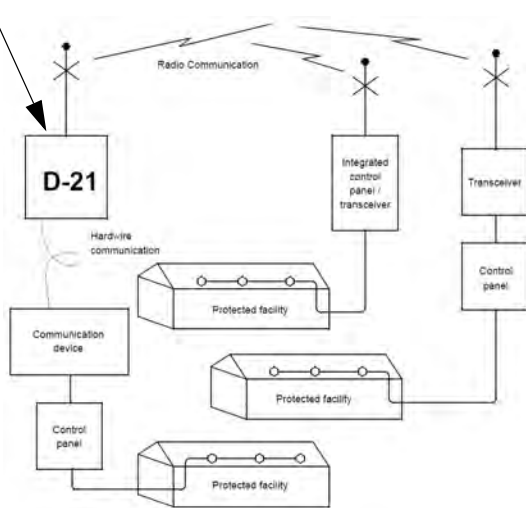 Radio Communication
D-21
Integrated
control
panel /
transceiver
Transceiver
Hardwire
communication
Control
panel
Protected facility
Communication
device
Protected facility
Control
panel
Protected facility